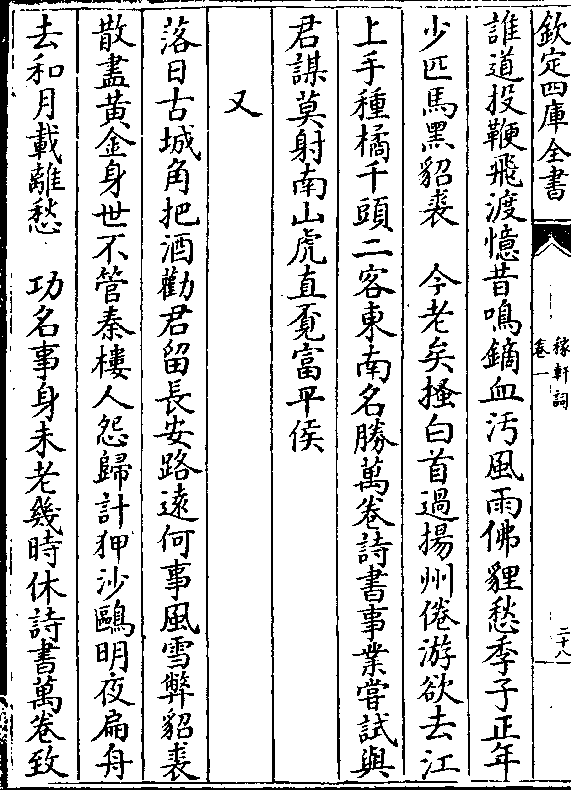 欽定四庫全書
稼軒詞
卷一
二十八
誰道投鞭飛渡憶昔鳴鏑血汚風雨佛貍愁季子正年
少匹馬黑貂裘　今老矣搔白首過揚州倦游欲去江
上手種橘千頭二客東南名勝萬卷詩書事業嘗試與
君謀莫射南山虎直覔富平侯
又
落日古城角把酒勸君留長安路遠何事風雪弊貂裘
散盡黃金身世不管秦樓人怨歸計狎沙鷗明夜扁舟
去和月載離愁　功名事身未老幾時休詩書萬卷致